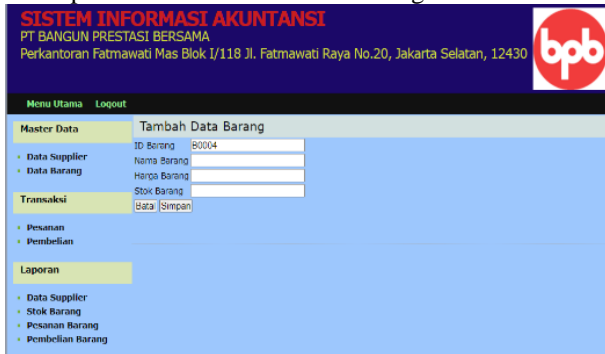 SISTEM INFORMASI AKUNTANSI
PT BANGUN PRESTASI BERSAMA
Perkantoran Fatmawati Mas Blok I/118 Jl. Fatmawati Raya No.20, Jakarta Selatan, 12430
bpb
Menu Utama Logout
Master Data
Data Supplier
Data Barang
Transaksi
Pesanan
Pembelian
Laporan
Data Supplier
Stok Barang
Pesanan Barang
Pembelian Barang
Tambah Data Barang
ID Barang B0004
Nama Barang
Harga Barang
Stok Barang
Batal Simpan